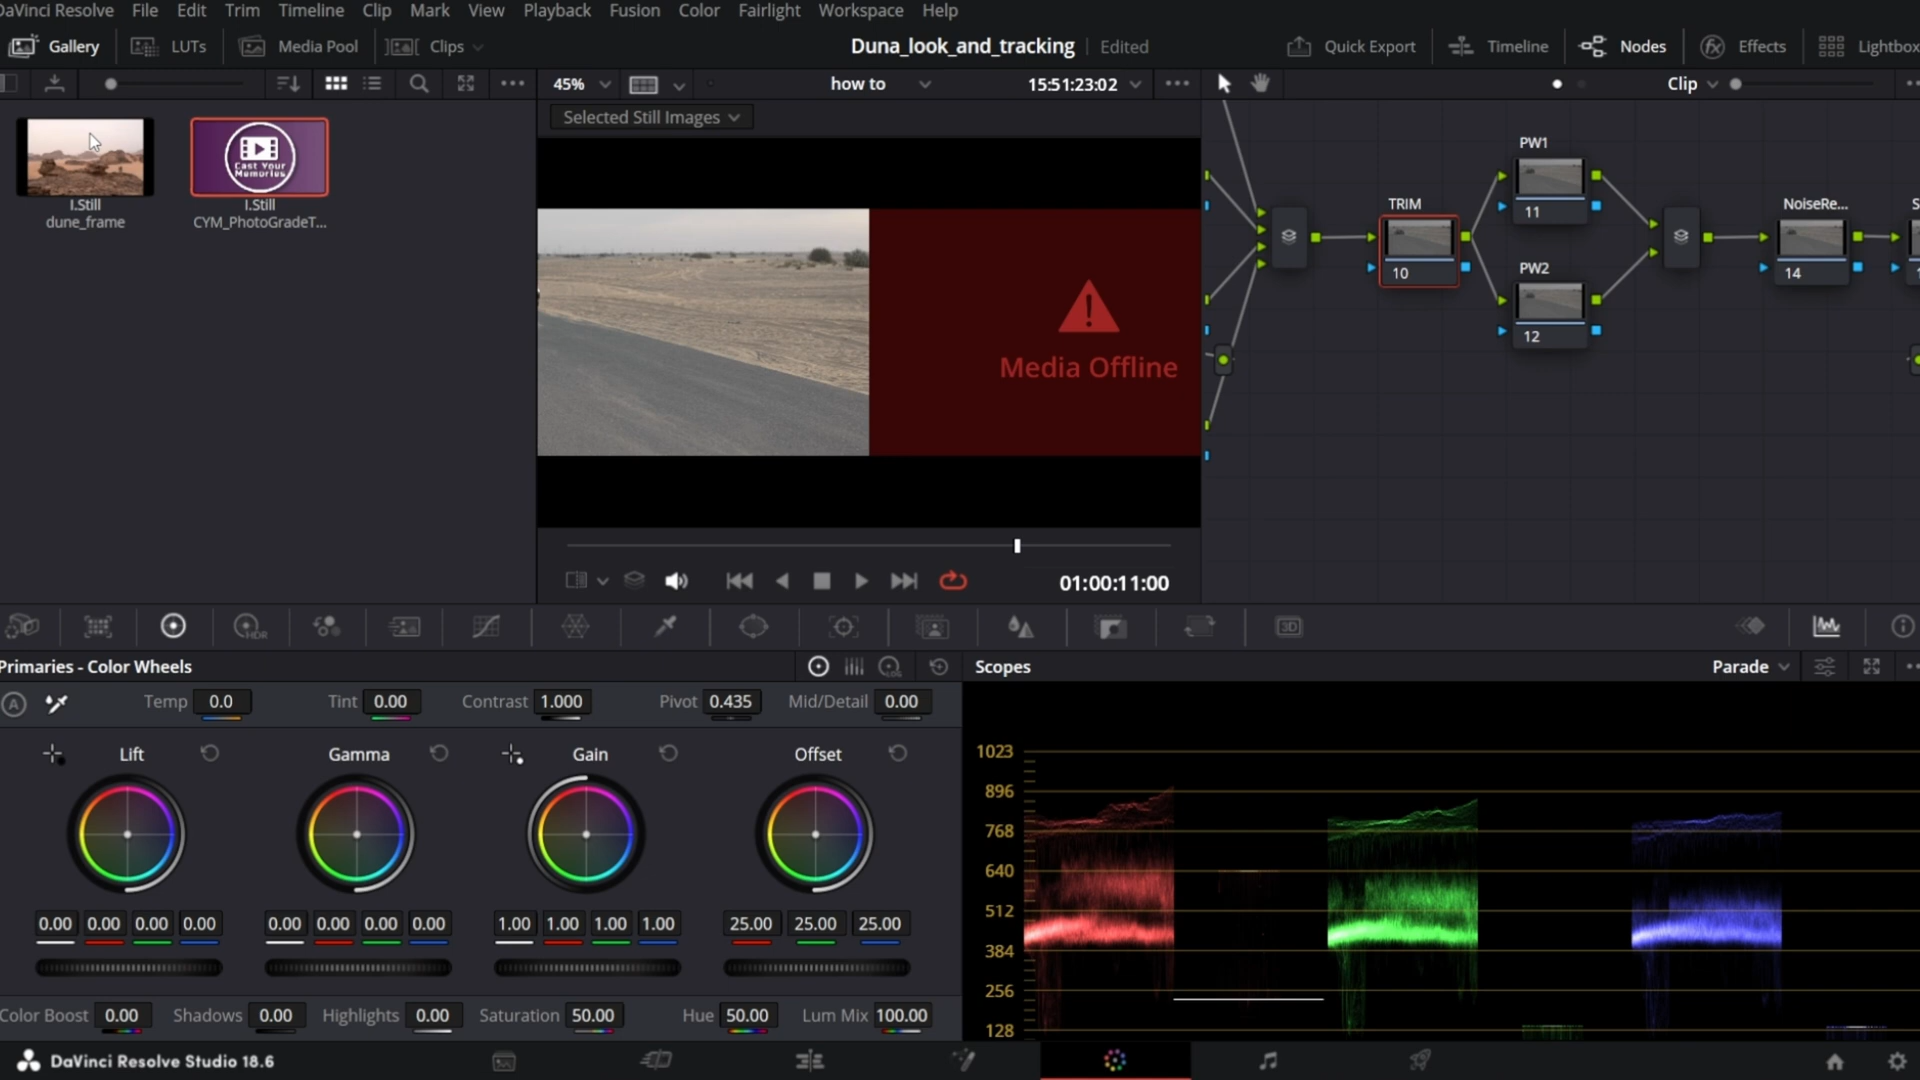 DaVinci Resolve File Edit Trim Timeline Clip Mark View Playback Fusion Color Fairlight Workspace Help
Gallery LUTs Media Pool Clips Duna_look_and_tracking Edited Quick Export Timeline Nodes Effects Lightbox
45% how to 15:51:23:02 Clip
Selected Still Images
Cast Your
Memories
I.Still
dune_frame
I.Still
CYM_PhotoGradeT...
Media Offline
PW1
11
TRIM
10
PW2
12
NoiseRe...
14
01:00:11:00
HDR
3D
Primaries - Color Wheels
Scopes
Parade
A Temp 0.0 Tint 0.00 Contrast 1.000 Pivot 0.435 Mid/Detail 0.00
Lift Gamma Gain Offset
0.00 0.00 0.00 0.00 0.00 0.00 0.00 0.00 1.00 1.00 1.00 1.00 25.00 25.00 25.00
Color Boost 0.00 Shadows 0.00 Highlights 0.00 Saturation 50.00 Hue 50.00 Lum Mix 100.00
1023
896
768
640
512
384
256
128
DaVinci Resolve Studio 18.6